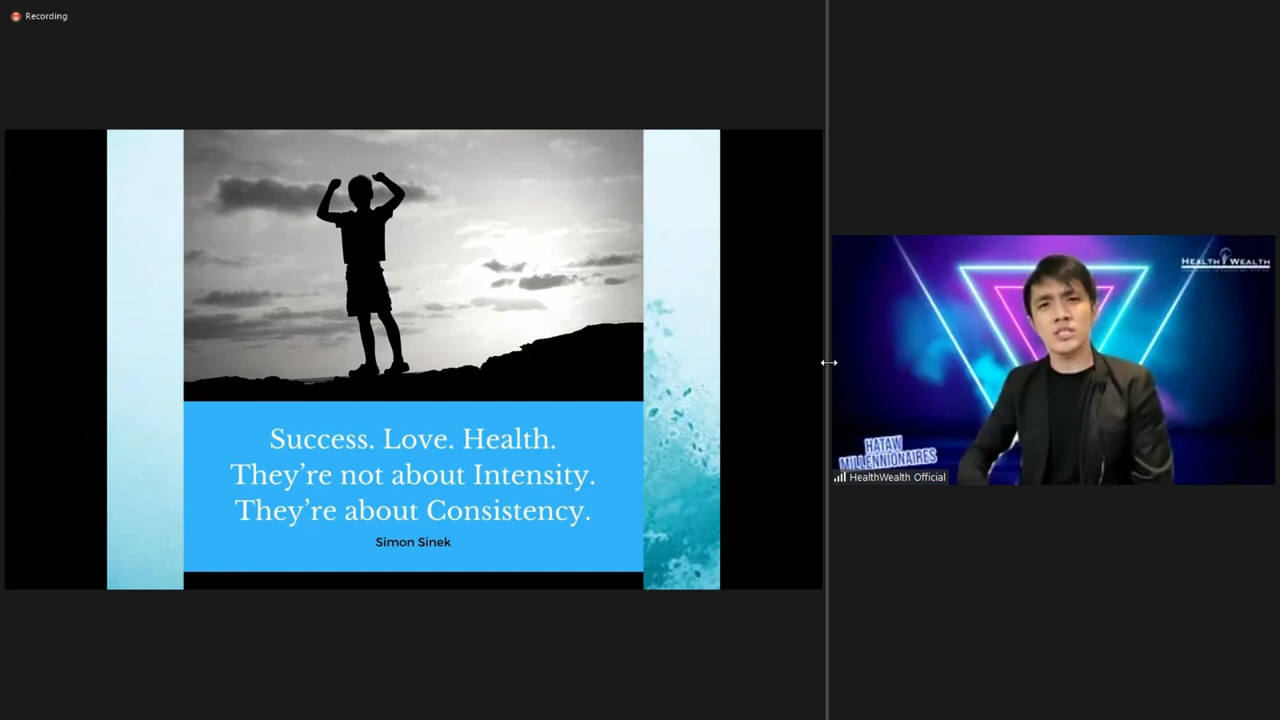 Recording
Success. Love. Health.
They're not about Intensity.
They're about Consistency.
Simon Sinek
HEALTH WEALTH
HATAW
MILLENNIONAIRES
HealthWealth Official